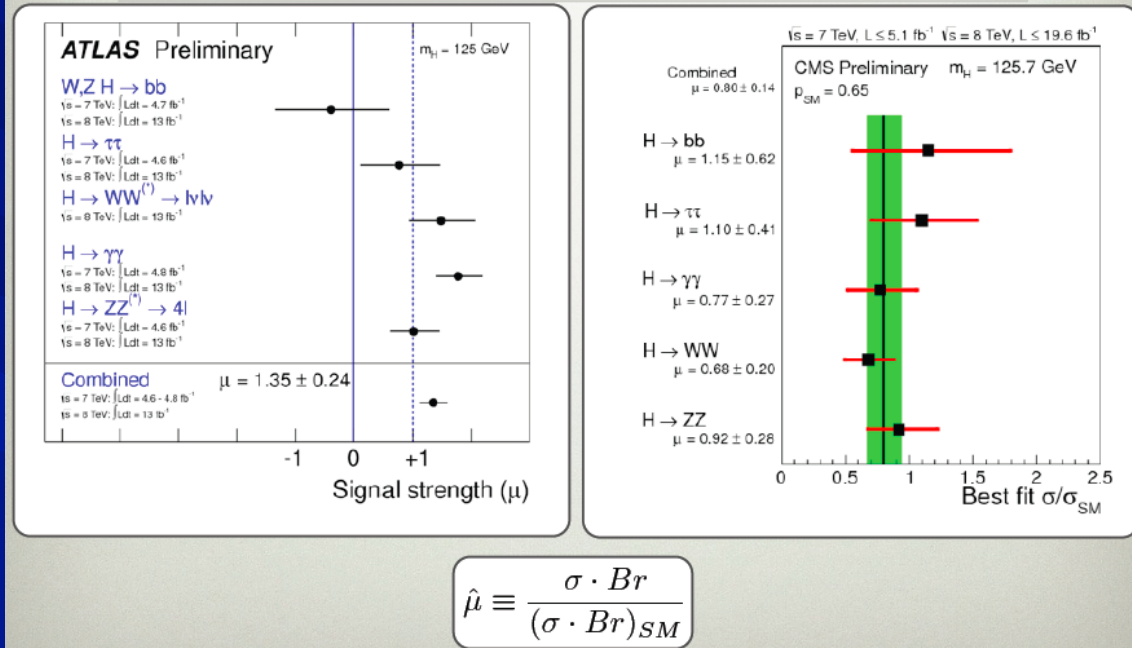 ATLAS Preliminary
m_H = 125 GeV
W,Z H → bb
√s = 7 TeV: ∫Ldt = 4.7 fb⁻¹
√s = 8 TeV: ∫Ldt = 13 fb⁻¹
H → ττ
√s = 7 TeV: ∫Ldt = 4.6 fb⁻¹
√s = 8 TeV: ∫Ldt = 13 fb⁻¹
H → WW⁽*⁾ → lνlν
√s = 8 TeV: ∫Ldt = 13 fb⁻¹
H → γγ
√s = 7 TeV: ∫Ldt = 4.8 fb⁻¹
√s = 8 TeV: ∫Ldt = 13 fb⁻¹
H → ZZ⁽*⁾ → 4l
√s = 7 TeV: ∫Ldt = 4.6 fb⁻¹
√s = 8 TeV: ∫Ldt = 13 fb⁻¹
Combined
μ = 1.35 ± 0.24
√s = 7 TeV: ∫Ldt = 4.6 - 4.8 fb⁻¹
√s = 8 TeV: ∫Ldt = 13 fb⁻¹
-1 0 +1
Signal strength (μ)
√s = 7 TeV, L ≤ 5.1 fb⁻¹ √s = 8 TeV, L ≤ 19.6 fb⁻¹
Combined
μ = 0.80 ± 0.14
CMS Preliminary m_H = 125.7 GeV
p_SM = 0.65
H → bb
μ = 1.15 ± 0.62
H → ττ
μ = 1.10 ± 0.41
H → γγ
μ = 0.77 ± 0.27
H → WW
μ = 0.68 ± 0.20
H → ZZ
μ = 0.92 ± 0.28
0 0.5 1 1.5 2 2.5
Best fit σ/σ_SM
μ̂ ≡ σ · Br / (σ · Br)_SM